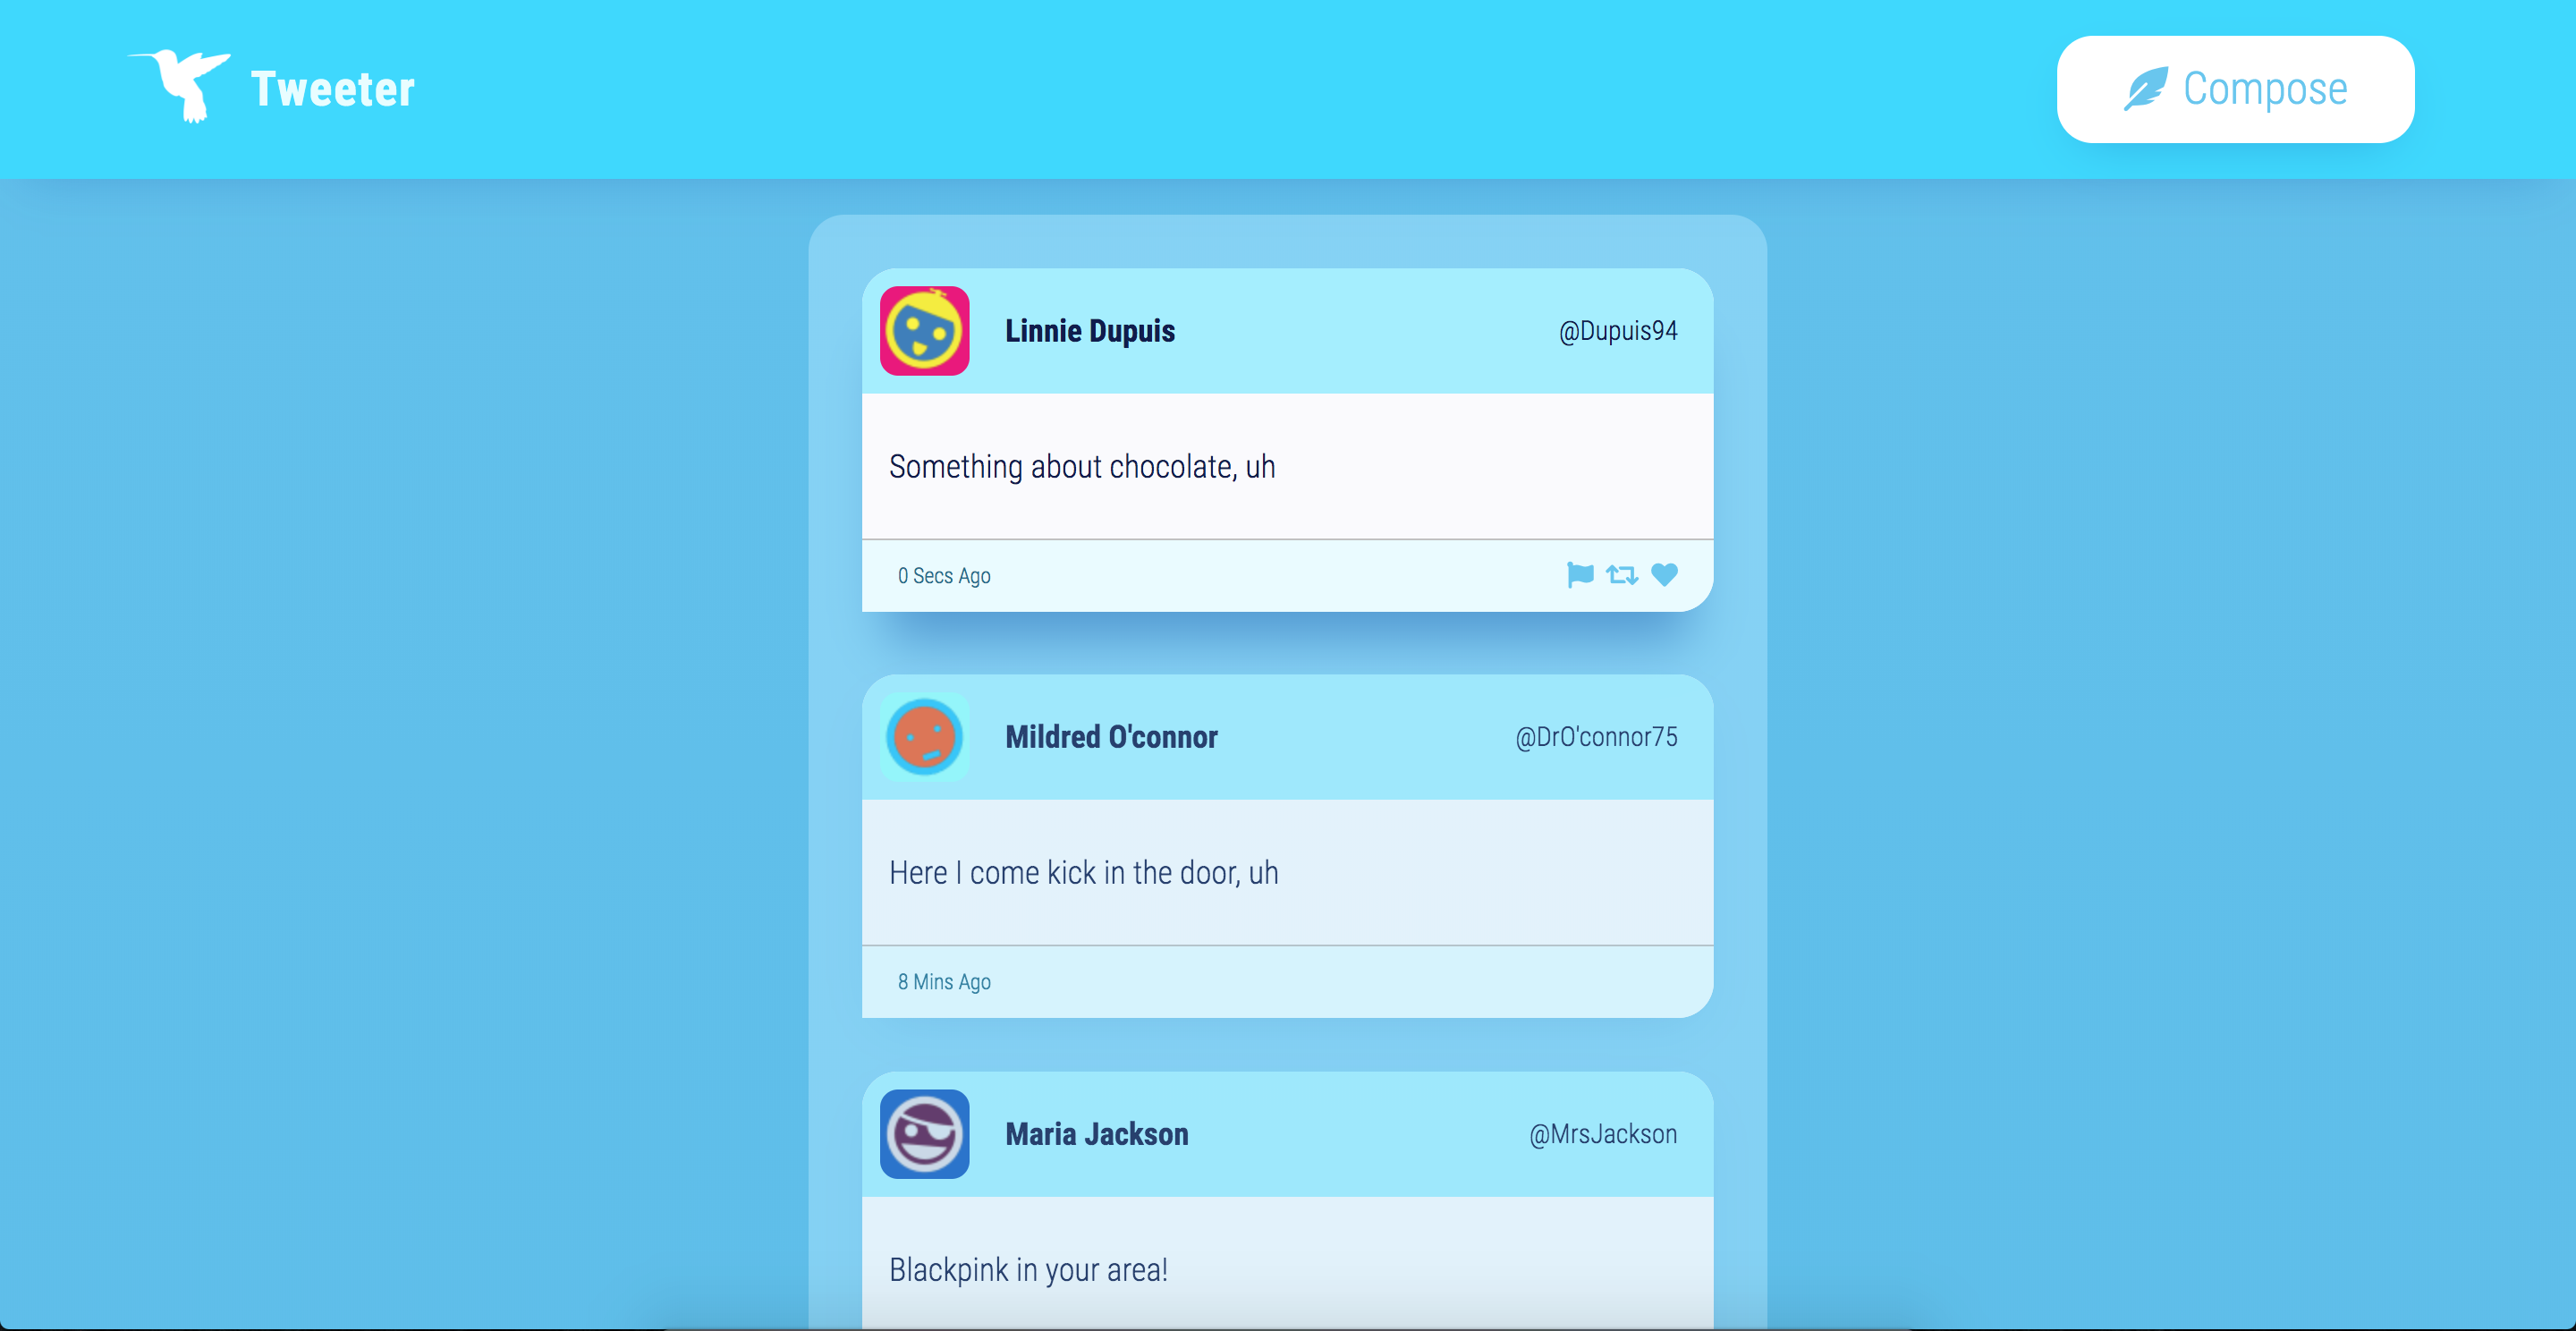 Tweeter
Compose
Linnie Dupuis
@Dupuis94
Something about chocolate, uh
0 Secs Ago
Mildred O'connor
@DrO'connor75
Here I come kick in the door, uh
8 Mins Ago
Maria Jackson
@MrsJackson
Blackpink in your area!